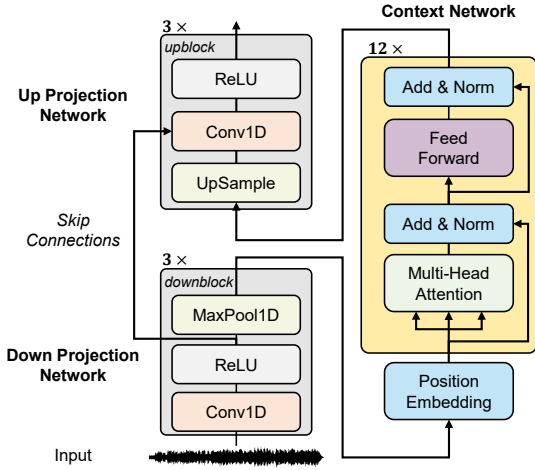 Context Network
3 ×
upblock
ReLU
Conv1D
UpSample
Up Projection
Network
Skip
Connections
3 ×
downblock
MaxPool1D
ReLU
Conv1D
Down Projection
Network
Input
12 ×
Add & Norm
Feed
Forward
Add & Norm
Multi-Head
Attention
Position
Embedding